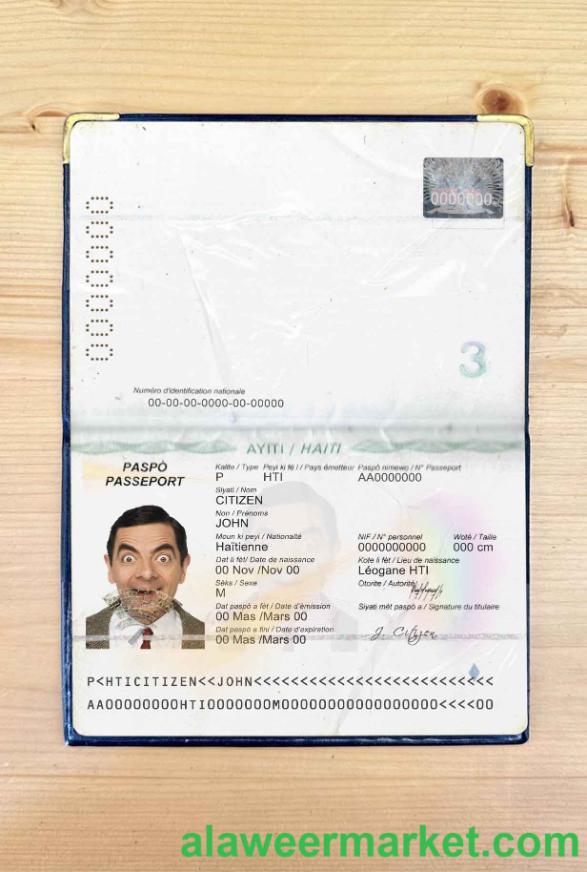 0000000
0000000
3
Numéro d'identification nationale
00-00-00-0000-00-00000
AYITI / HAITI
PASPÒ
PASSEPORT
Kalite / Type Peyi ki fè l / Pays émetteur Paspò nimewo / N° Passeport
P HTI AA0000000
Siyati / Nom
CITIZEN
Non / Prénoms
JOHN
Moun ki peyi / Nationalité NIF / N° personnel Wotè / Taille
Haïtienne 0000000000 000 cm
Dat li fèt/ Date de naissance Kote li fèt / Lieu de naissance
00 Nov /Nov 00 Léogane HTI
Sèks / Sexe Otorite / Autorité
M
Dat paspò a fèt / Date d'émission Siyati mèt paspò a / Signature du titulaire
00 Mas /Mars 00
Dat paspò a fini / Date d'expiration J. Citizen
00 Mas /Mars 00
P<HTICITIZEN<<JOHN<<<<<<<<<<<<<<<<<<<<<<<<<<
AA00000000HTI0000000M00000000000000000<<<<00
alaweermarket.com